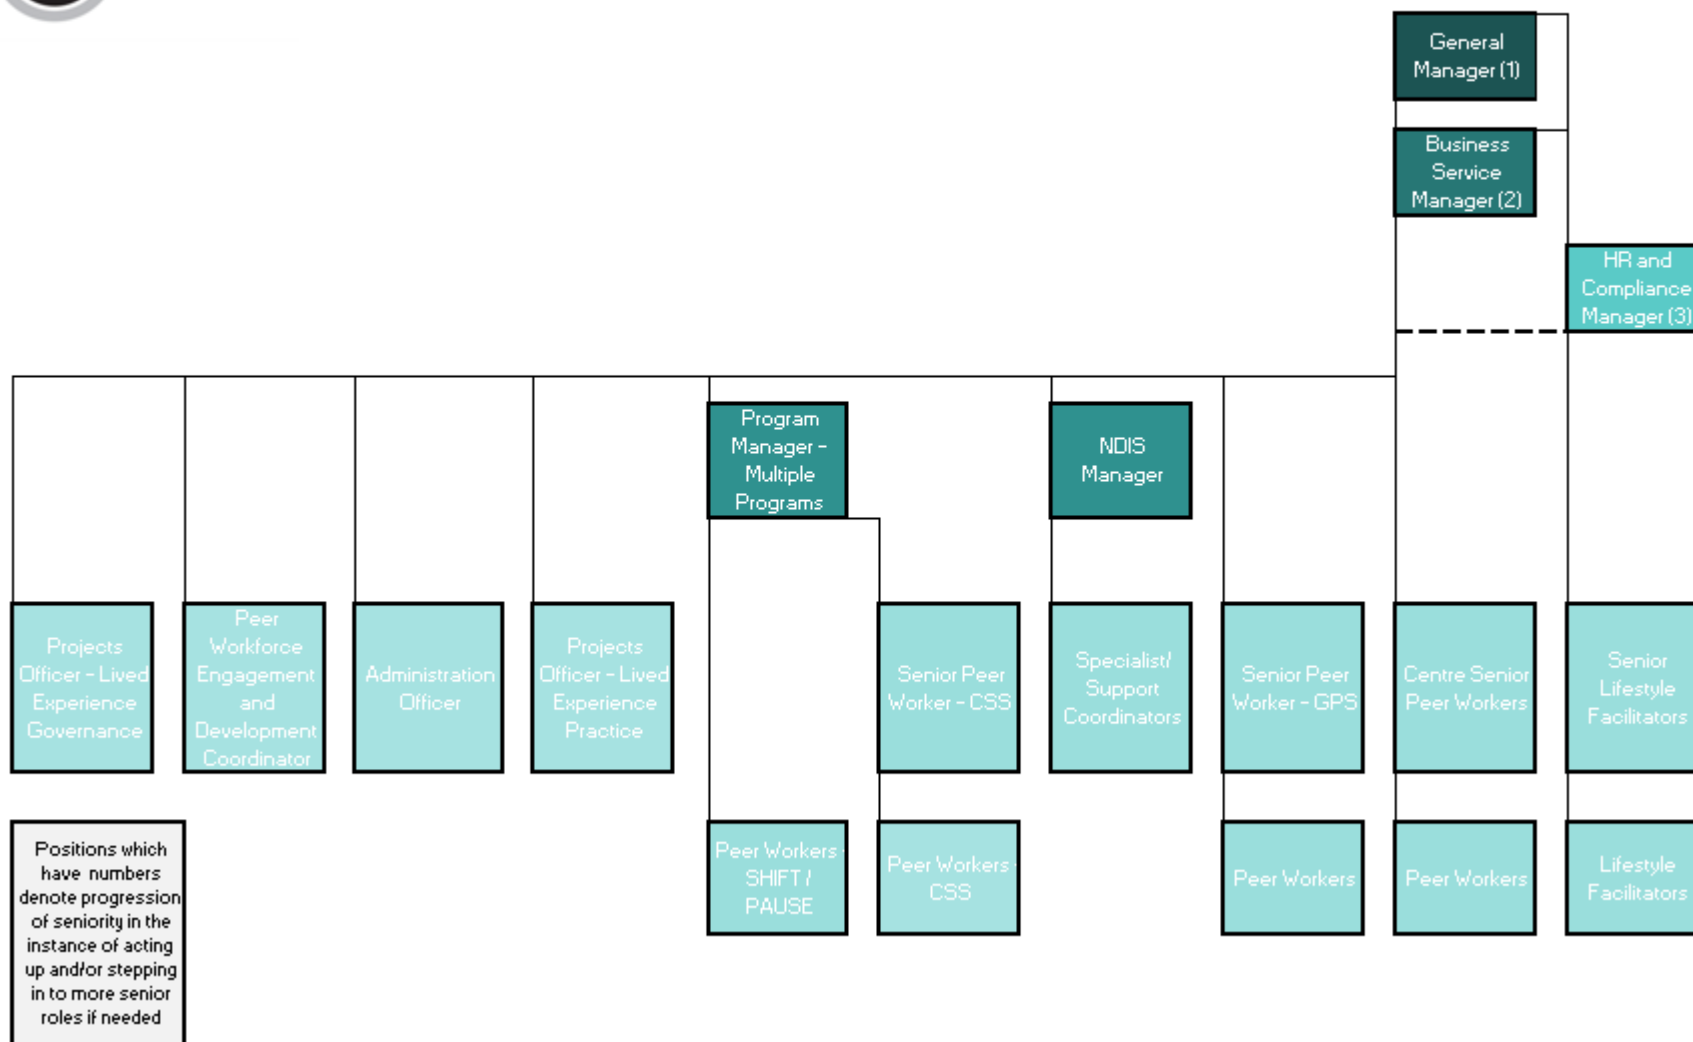 General
Manager (1)
Business
Service
Manager (2)
HR and
Compliance
Manager (3)
Program
Manager -
Multiple
Programs
NDIS
Manager
Projects
Officer - Lived
Experience
Governance
Peer
Workforce
Engagement
and
Development
Coordinator
Administration
Officer
Projects
Officer - Lived
Experience
Practice
Senior Peer
Worker - CSS
Specialist/
Support
Coordinators
Senior Peer
Worker - GPS
Centre Senior
Peer Workers
Senior
Lifestyle
Facilitators
Positions which
have numbers
denote progression
of seniority in the
instance of acting
up and/or stepping
in to more senior
roles if needed
Peer Workers -
SHIFT /
PAUSE
Peer Workers -
CSS
Peer Workers
Peer Workers
Lifestyle
Facilitators